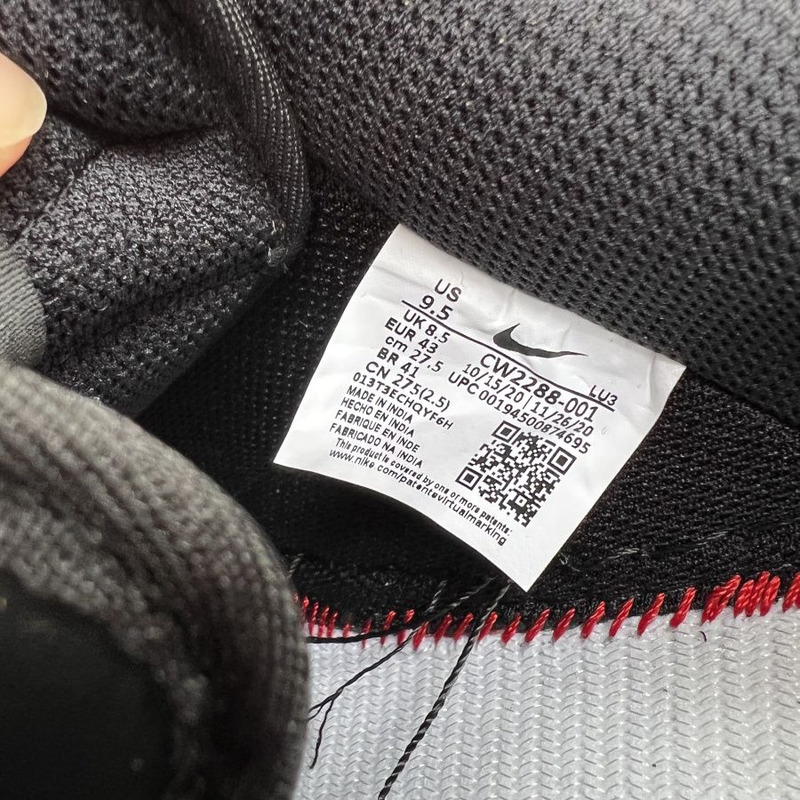 US
9.5
UK 8.5
EUR 43
cm 27.5
BR 41
CN 275(2.5)
013T3ECHQYF6H
MADE IN INDIA
HECHO EN INDIA
FABRIQUE EN INDE
FABRICADO NA INDIA
This product is covered by one or more patents:
www.nike.com/patentsvirtualmarking
LU3
CW2288-001
10/15/20 | 11/26/20
UPC 00194500874695